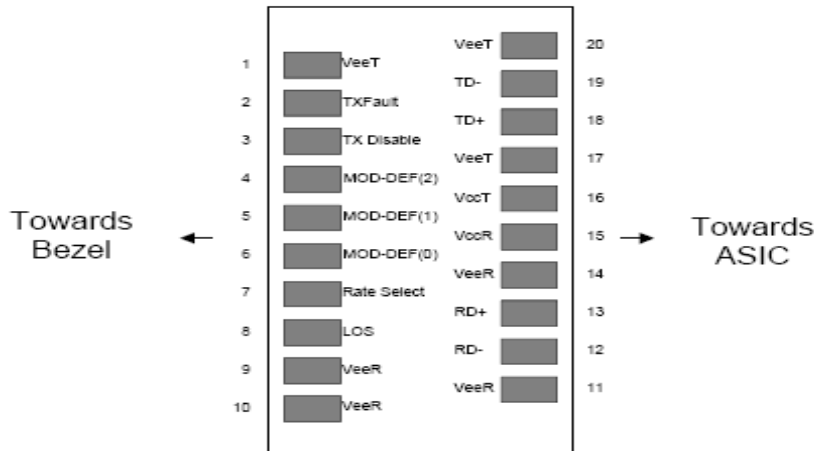 1 VeeT
2 TXFault
3 TX Disable
4 MOD-DEF(2)
5 MOD-DEF(1)
6 MOD-DEF(0)
7 Rate Select
8 LOS
9 VeeR
10 VeeR
VeeT 20
TD- 19
TD+ 18
VeeT 17
VccT 16
VccR 15
VeeR 14
RD+ 13
RD- 12
VeeR 11
Towards
Bezel
Towards
ASIC